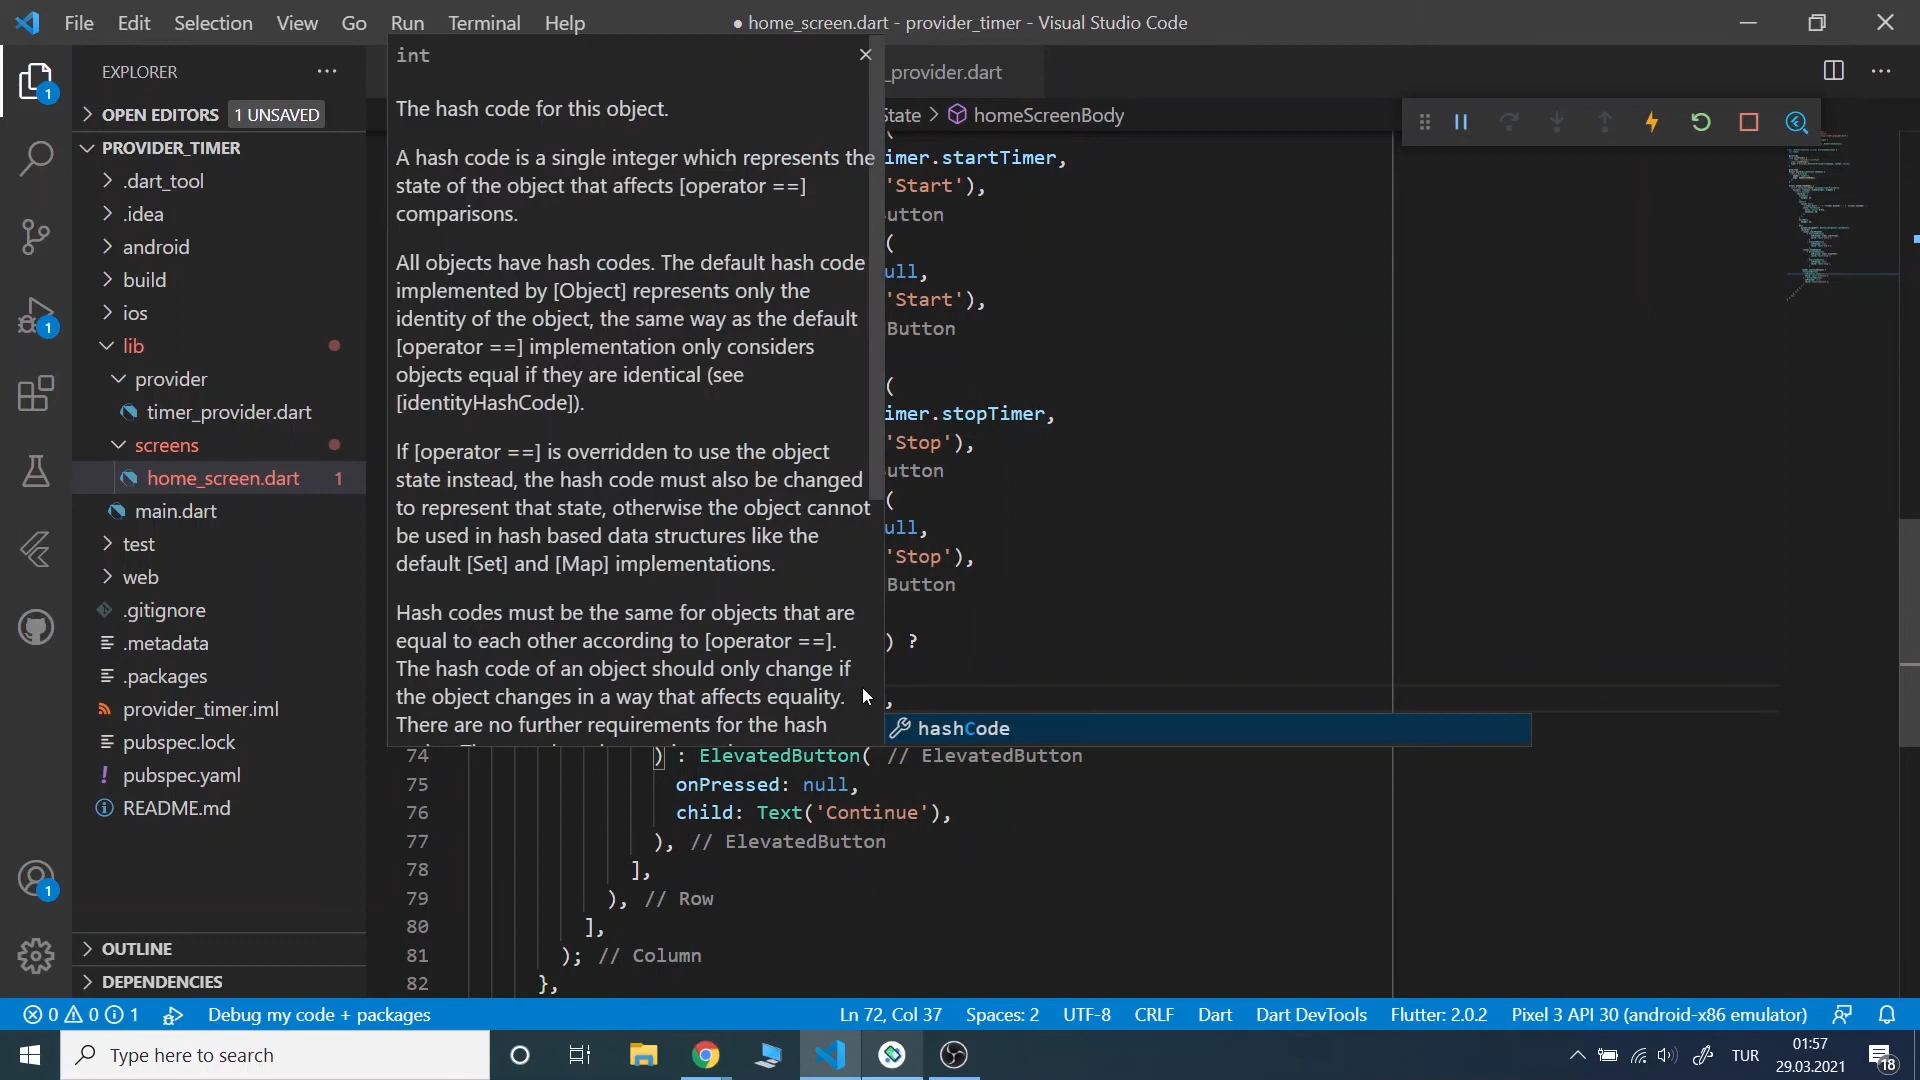 File Edit Selection View Go Run Terminal Help
● home_screen.dart - provider_timer - Visual Studio Code
EXPLORER
OPEN EDITORS 1 UNSAVED
PROVIDER_TIMER
.dart_tool
.idea
android
build
ios
lib
provider
timer_provider.dart
screens
home_screen.dart 1
main.dart
test
web
.gitignore
.metadata
.packages
provider_timer.iml
pubspec.lock
pubspec.yaml
README.md
OUTLINE
DEPENDENCIES
int
The hash code for this object.
A hash code is a single integer which represents the
state of the object that affects [operator ==]
comparisons.
All objects have hash codes. The default hash code
implemented by [Object] represents only the
identity of the object, the same way as the default
[operator ==] implementation only considers
objects equal if they are identical (see
[identityHashCode]).
If [operator ==] is overridden to use the object
state instead, the hash code must also be changed
to represent that state, otherwise the object cannot
be used in hash based data structures like the
default [Set] and [Map] implementations.
Hash codes must be the same for objects that are
equal to each other according to [operator ==].
The hash code of an object should only change if
the object changes in a way that affects equality.
There are no further requirements for the hash
_provider.dart
State > homeScreenBody
(
imer.startTimer,
'Start'),
utton
(
ull,
'Start'),
Button
(
imer.stopTimer,
'Stop'),
utton
(
ull,
'Stop'),
Button
) ?
,
hashCode
74 ) : ElevatedButton( // ElevatedButton
75 onPressed: null,
76 child: Text('Continue'),
77 ), // ElevatedButton
78 ],
79 ), // Row
80 ],
81 ); // Column
82 },
0 0 1 Debug my code + packages
Ln 72, Col 37 Spaces: 2 UTF-8 CRLF Dart Dart DevTools Flutter: 2.0.2 Pixel 3 API 30 (android-x86 emulator)
Type here to search
TUR
01:57
29.03.2021
18